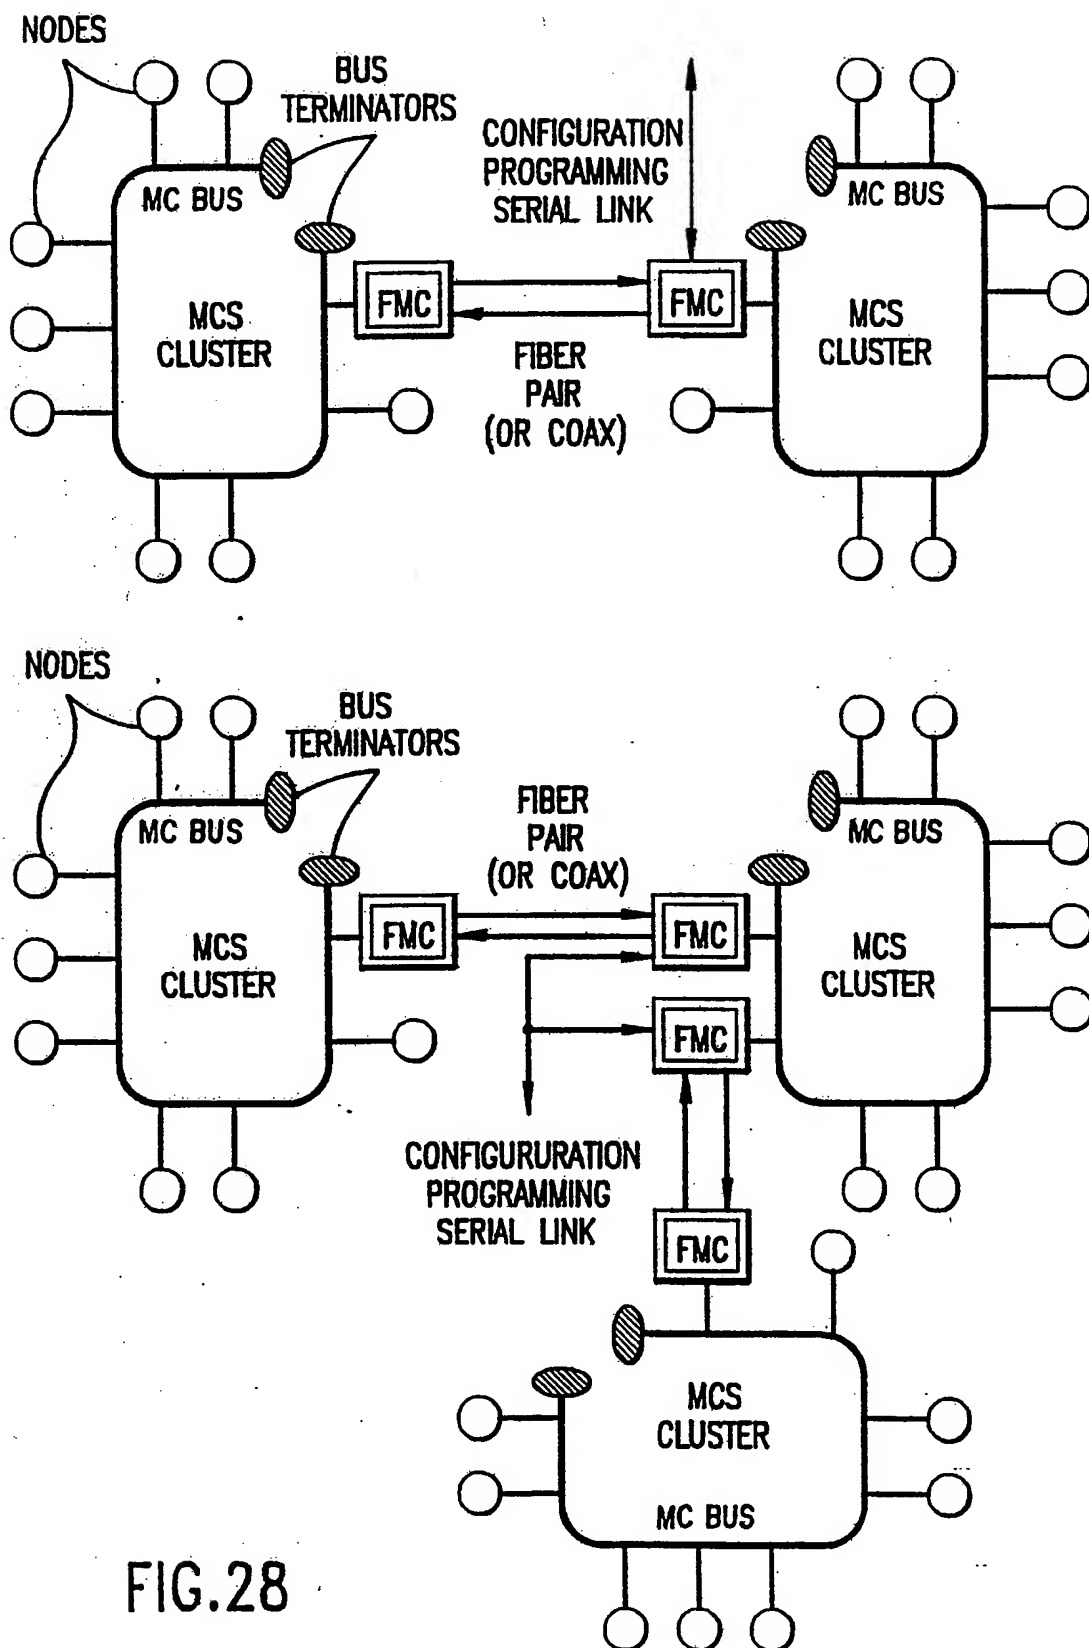 NODES
BUS
TERMINATORS
CONFIGURATION
PROGRAMMING
SERIAL LINK
MC BUS
MC BUS
MCS
CLUSTER
FMC
FMC
MCS
CLUSTER
FIBER
PAIR
(OR COAX)
NODES
BUS
TERMINATORS
FIBER
PAIR
(OR COAX)
MC BUS
MC BUS
MCS
CLUSTER
FMC
FMC
MCS
CLUSTER
FMC
CONFIGURURATION
PROGRAMMING
SERIAL LINK
FMC
MCS
CLUSTER
MC BUS
FIG.28